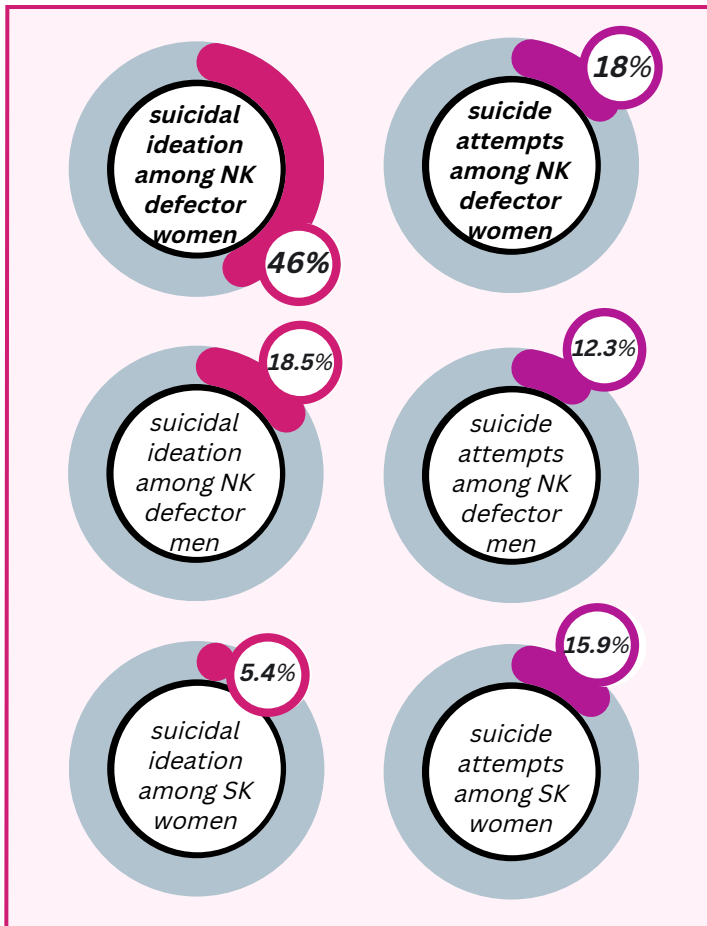 suicidal
ideation
among NK
defector
women
46%
suicide
attempts
among NK
defector
women
18%
suicidal
ideation
among NK
defector
men
18.5%
suicide
attempts
among NK
defector
men
12.3%
suicidal
ideation
among SK
women
5.4%
suicide
attempts
among SK
women
15.9%